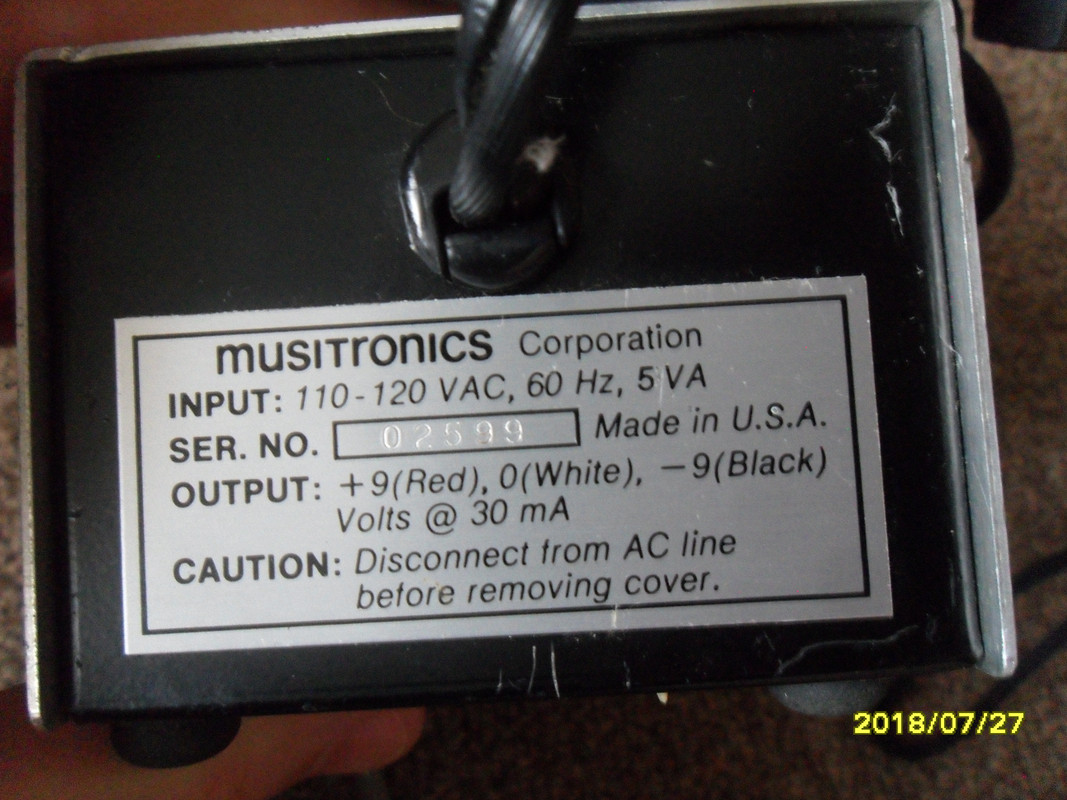 musitronics Corporation
INPUT: 110-120 VAC, 60 Hz, 5 VA
SER. NO. 02599 Made in U.S.A.
OUTPUT: +9(Red), 0(White), -9(Black)
Volts @ 30 mA
CAUTION: Disconnect from AC line
before removing cover.
2018/07/27